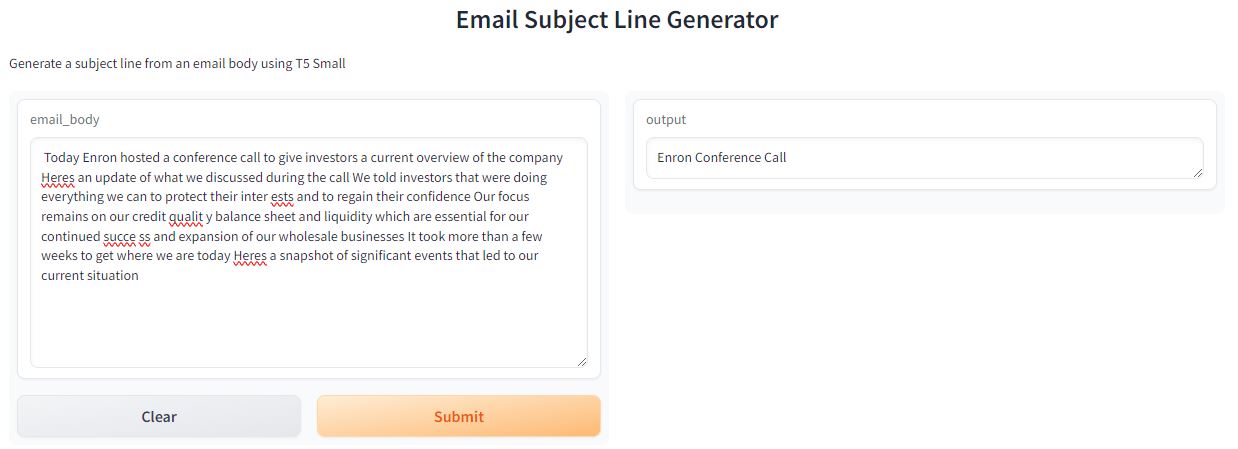 Email Subject Line Generator
Generate a subject line from an email body using T5 Small
email_body
Today Enron hosted a conference call to give investors a current overview of the company
Heres an update of what we discussed during the call We told investors that were doing
everything we can to protect their inter ests and to regain their confidence Our focus
remains on our credit qualit y balance sheet and liquidity which are essential for our
continued succe ss and expansion of our wholesale businesses It took more than a few
weeks to get where we are today Heres a snapshot of significant events that led to our
current situation
Clear
Submit
output
Enron Conference Call